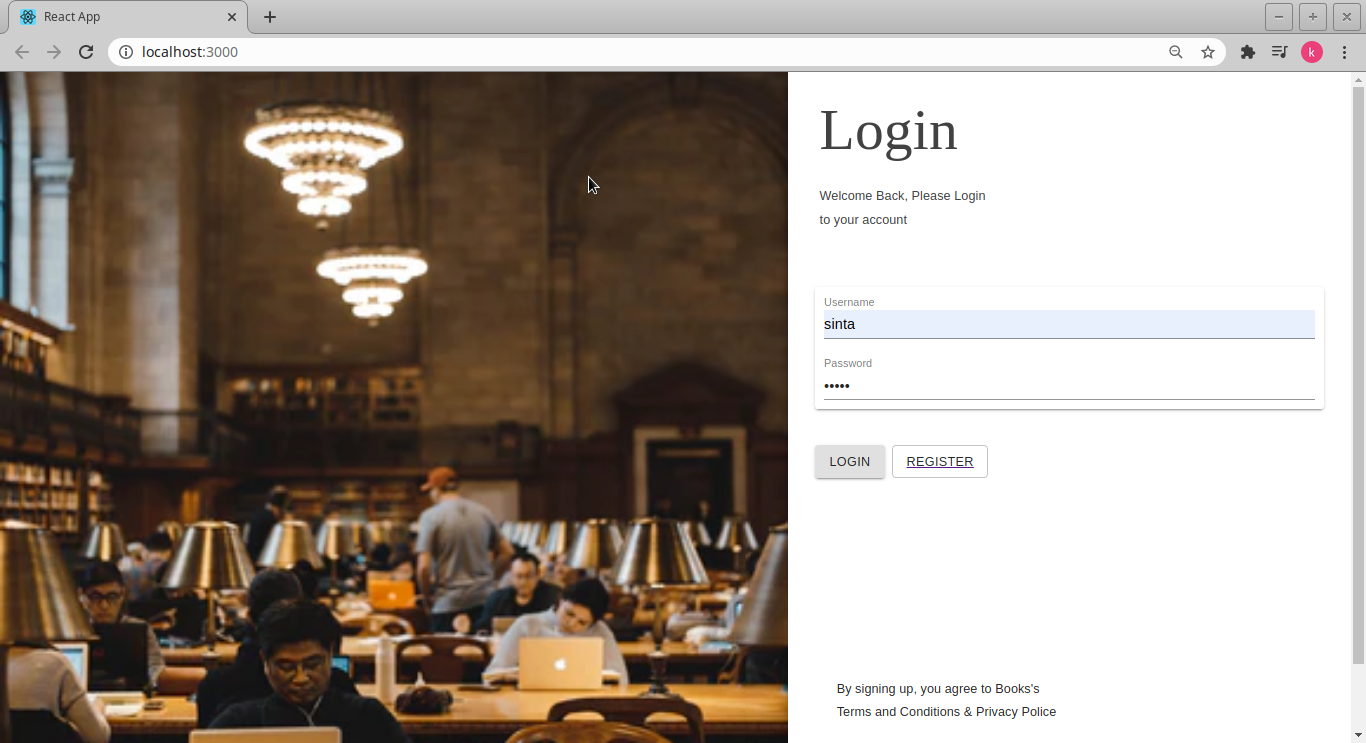 React App
localhost:3000
k
Login
Welcome Back, Please Login
to your account
Username
sinta
Password
•••••
LOGIN REGISTER
By signing up, you agree to Books's
Terms and Conditions & Privacy Policy